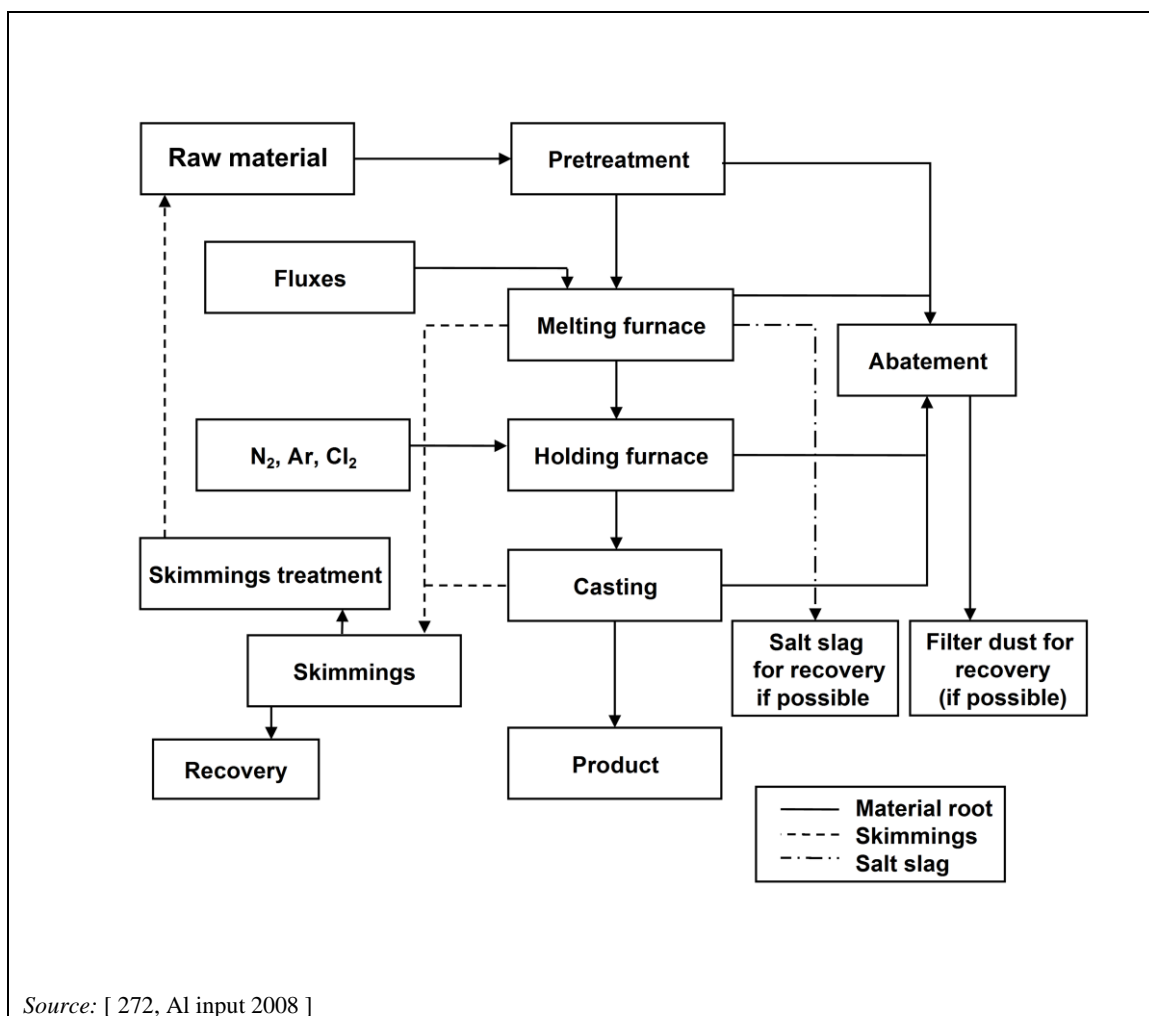 Raw material
Pretreatment
Fluxes
Melting furnace
Abatement
N₂, Ar, Cl₂
Holding furnace
Skimmings treatment
Casting
Skimmings
Salt slag
for recovery
if possible
Filter dust for
recovery
(if possible)
Recovery
Product
Material root
Skimmings
Salt slag
Source: [ 272, Al input 2008 ]